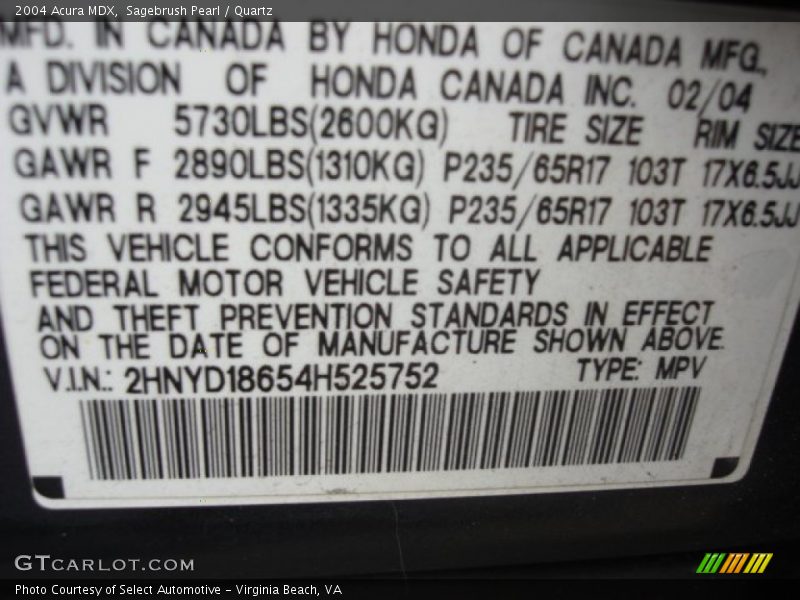 2004 Acura MDX, Sagebrush Pearl / Quartz
MFD. IN CANADA BY HONDA OF CANADA MFG.,
A DIVISION OF HONDA CANADA INC. 02/04
GVWR 5730LBS(2600KG) TIRE SIZE RIM SIZE
GAWR F 2890LBS(1310KG) P235/65R17 103T 17X6.5JJ
GAWR R 2945LBS(1335KG) P235/65R17 103T 17X6.5JJ
THIS VEHICLE CONFORMS TO ALL APPLICABLE
FEDERAL MOTOR VEHICLE SAFETY
AND THEFT PREVENTION STANDARDS IN EFFECT
ON THE DATE OF MANUFACTURE SHOWN ABOVE.
V.I.N.: 2HNYD18654H525752 TYPE: MPV
GTCARLOT.COM
Photo Courtesy of Select Automotive - Virginia Beach, VA